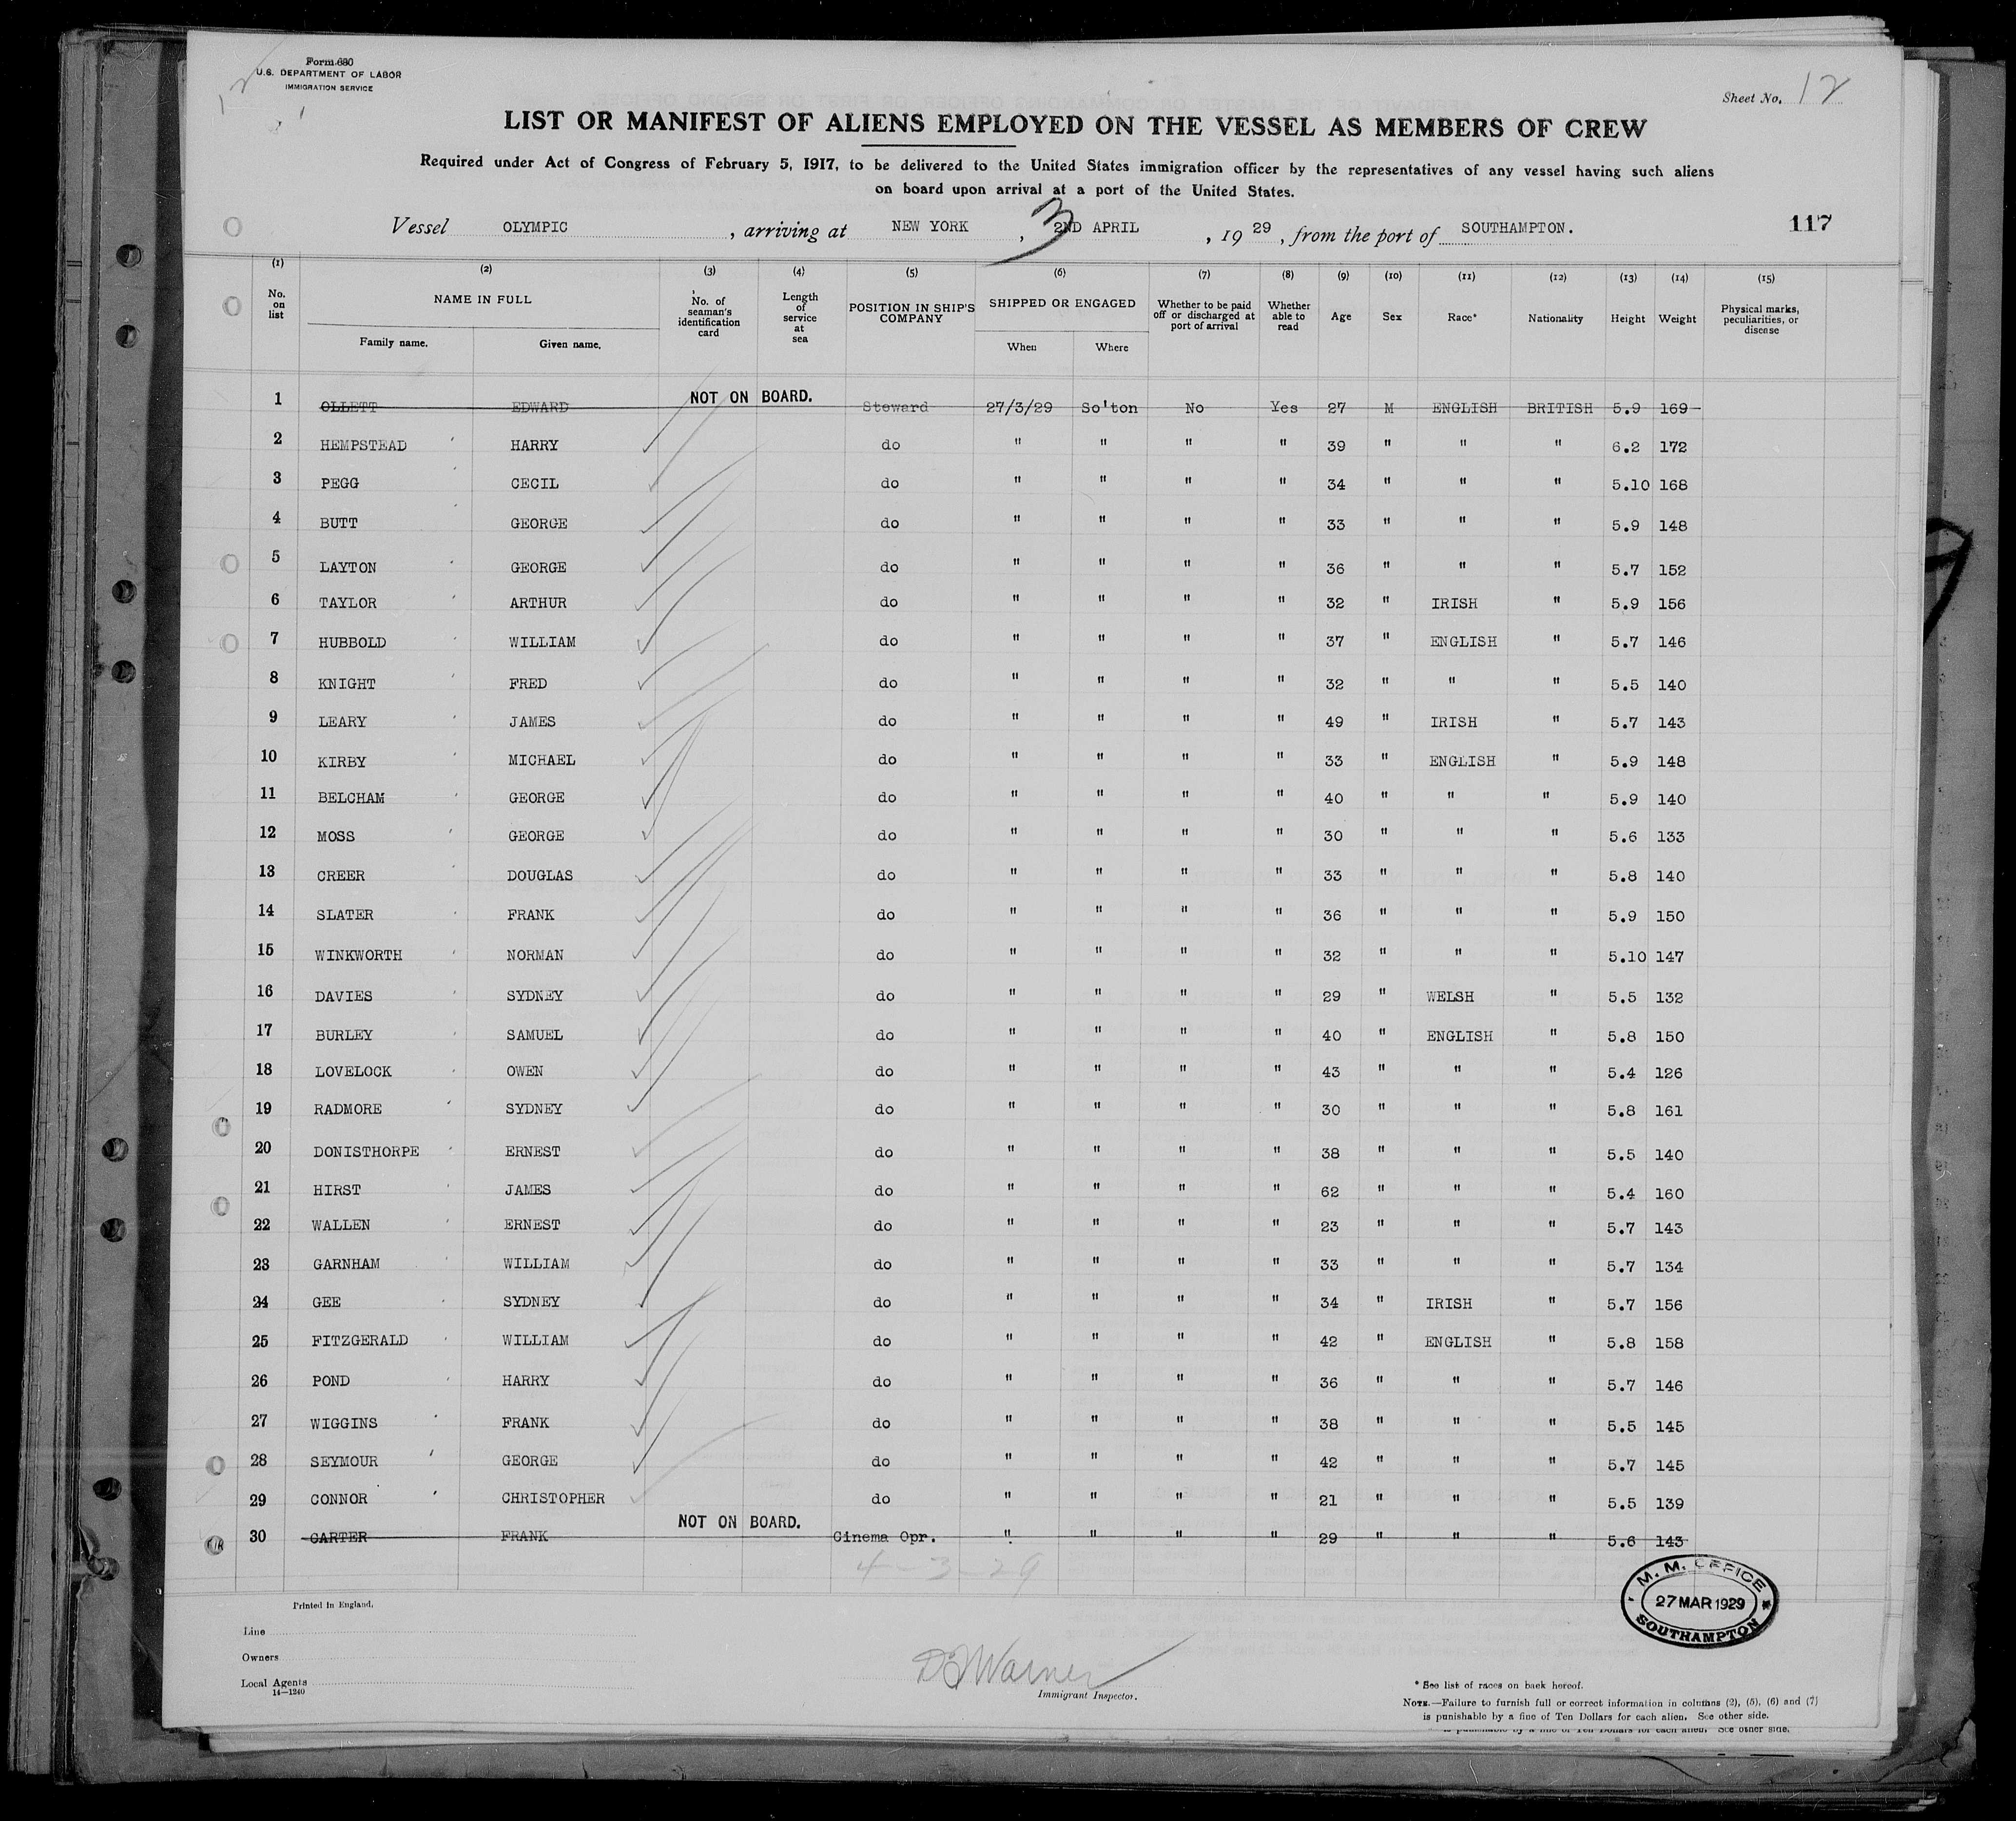 Form 680
U.S. DEPARTMENT OF LABOR
IMMIGRATION SERVICE
12
Sheet No. 12
LIST OR MANIFEST OF ALIENS EMPLOYED ON THE VESSEL AS MEMBERS OF CREW
Required under Act of Congress of February 5, 1917, to be delivered to the United States immigration officer by the representatives of any vessel having such aliens
on board upon arrival at a port of the United States.
Vessel OLYMPIC, arriving at NEW YORK, 3 2ND APRIL, 19 29, from the port of SOUTHAMPTON. 117
(1) (2) (3) (4) (5) (6) (7) (8) (9) (10) (11) (12) (13) (14) (15)
No. on list NAME IN FULL Family name. Given name. No. of seaman's identification card Length of service at sea POSITION IN SHIP'S COMPANY SHIPPED OR ENGAGED When Where Whether to be paid off or discharged at port of arrival Whether able to read Age Sex Race* Nationality Height Weight Physical marks, peculiarities, or disease
1 OLLETT EDWARD NOT ON BOARD. Steward 27/3/29 So'ton No Yes 27 M ENGLISH BRITISH 5.9 169
2 HEMPSTEAD HARRY do " " " " 39 " " " 6.2 172
3 PEGG CECIL do " " " " 34 " " " 5.10 168
4 BUTT GEORGE do " " " " 33 " " " 5.9 148
5 LAYTON GEORGE do " " " " 36 " " " 5.7 152
6 TAYLOR ARTHUR do " " " " 32 " IRISH " 5.9 156
7 HUBBOLD WILLIAM do " " " " 37 " ENGLISH " 5.7 146
8 KNIGHT FRED do " " " " 32 " " " 5.5 140
9 LEARY JAMES do " " " " 49 " IRISH " 5.7 143
10 KIRBY MICHAEL do " " " " 33 " ENGLISH " 5.9 148
11 BELCHAM GEORGE do " " " " 40 " " " 5.9 140
12 MOSS GEORGE do " " " " 30 " " " 5.6 133
13 CREER DOUGLAS do " " " " 33 " " " 5.8 140
14 SLATER FRANK do " " " " 36 " " " 5.9 150
15 WINKWORTH NORMAN do " " " " 32 " " " 5.10 147
16 DAVIES SYDNEY do " " " " 29 " WELSH " 5.5 132
17 BURLEY SAMUEL do " " " " 40 " ENGLISH " 5.8 150
18 LOVELOCK OWEN do " " " " 43 " " " 5.4 126
19 RADMORE SYDNEY do " " " " 30 " " " 5.8 161
20 DONISTHORPE ERNEST do " " " " 38 " " " 5.5 140
21 HIRST JAMES do " " " " 62 " " " 5.4 160
22 WALLEN ERNEST do " " " " 23 " " " 5.7 143
23 GARNHAM WILLIAM do " " " " 33 " " " 5.7 134
24 GEE SYDNEY do " " " " 34 " IRISH " 5.7 156
25 FITZGERALD WILLIAM do " " " " 42 " ENGLISH " 5.8 158
26 POND HARRY do " " " " 36 " " " 5.7 146
27 WIGGINS FRANK do " " " " 38 " " " 5.5 145
28 SEYMOUR GEORGE do " " " " 42 " " " 5.7 145
29 CONNOR CHRISTOPHER do " " " " 21 " " " 5.5 139
30 CARTER FRANK NOT ON BOARD. Cinema Opr. " " " " 29 " " " 5.6 143
4-3-29
M. M. OFFICE
27 MAR 1929
SOUTHAMPTON
Printed in England.
Line
Owners
Local Agents
14—1240
Warner
Immigrant Inspector.
* See list of races on back hereof.
NOTE.—Failure to furnish full or correct information in columns (2), (5), (6) and (7)
is punishable by a fine of Ten Dollars for each alien. See other side.
is punishable by a fine of Ten Dollars for each alien. See other side.